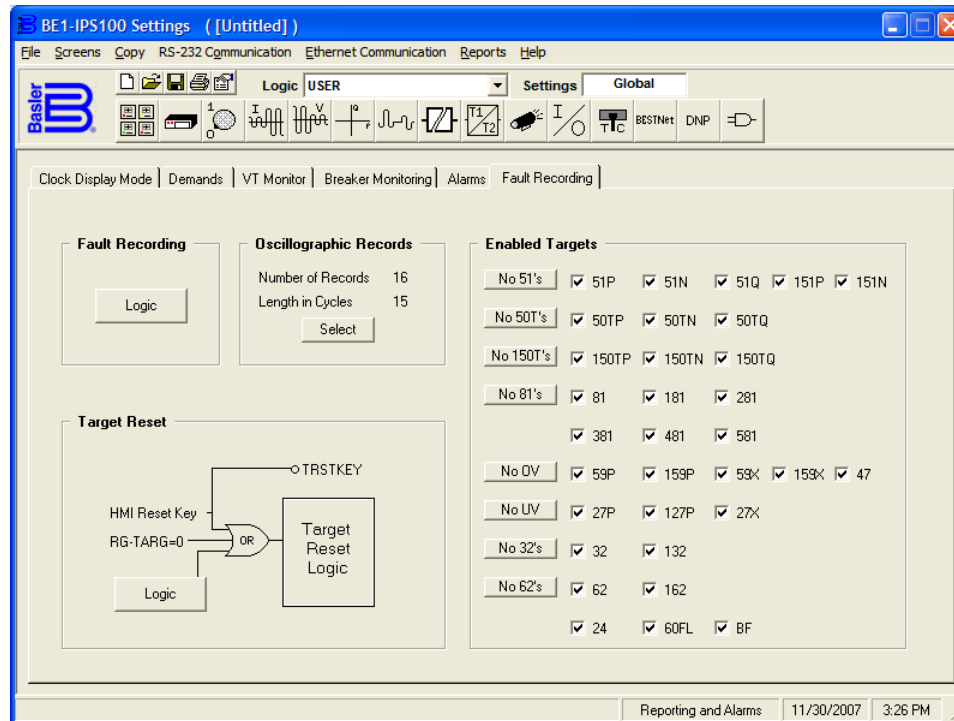 BE1-IPS100 Settings ( [Untitled] )
File Screens Copy RS-232 Communication Ethernet Communication Reports Help
Basler
Logic USER Settings Global
1
0
I
V
T1
T2
I
O
TTC
BESTNet
DNP
Clock Display Mode Demands VT Monitor Breaker Monitoring Alarms Fault Recording
Fault Recording
Logic
Oscillographic Records
Number of Records 16
Length in Cycles 15
Select
Target Reset
TRSTKEY
HMI Reset Key
RG-TARG=0
OR
Logic
Target
Reset
Logic
Enabled Targets
No 51's 51P 51N 51Q 151P 151N
No 50T's 50TP 50TN 50TQ
No 150T's 150TP 150TN 150TQ
No 81's 81 181 281
381 481 581
No OV 59P 159P 59X 159X 47
No UV 27P 127P 27X
No 32's 32 132
No 62's 62 162
24 60FL BF
Reporting and Alarms 11/30/2007 3:26 PM